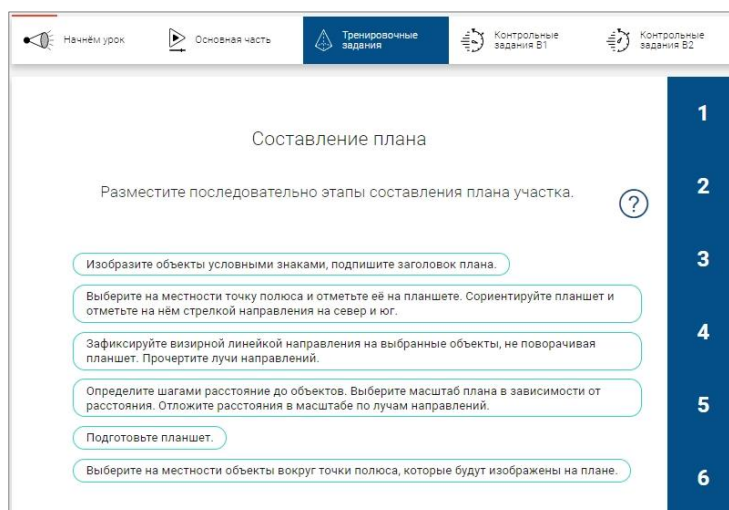 Начнём урок
Основная часть
Тренировочные
задания
Контрольные
задания В1
Контрольные
задания В2
Составление плана
Разместите последовательно этапы составления плана участка.
?
Изобразите объекты условными знаками, подпишите заголовок плана.
Выберите на местности точку полюса и отметьте её на планшете. Сориентируйте планшет и
отметьте на нём стрелкой направления на север и юг.
Зафиксируйте визирной линейкой направления на выбранные объекты, не поворачивая
планшет. Прочертите лучи направлений.
Определите шагами расстояние до объектов. Выберите масштаб плана в зависимости от
расстояния. Отложите расстояния в масштабе по лучам направлений.
Подготовьте планшет.
Выберите на местности объекты вокруг точки полюса, которые будут изображены на плане.
1
2
3
4
5
6